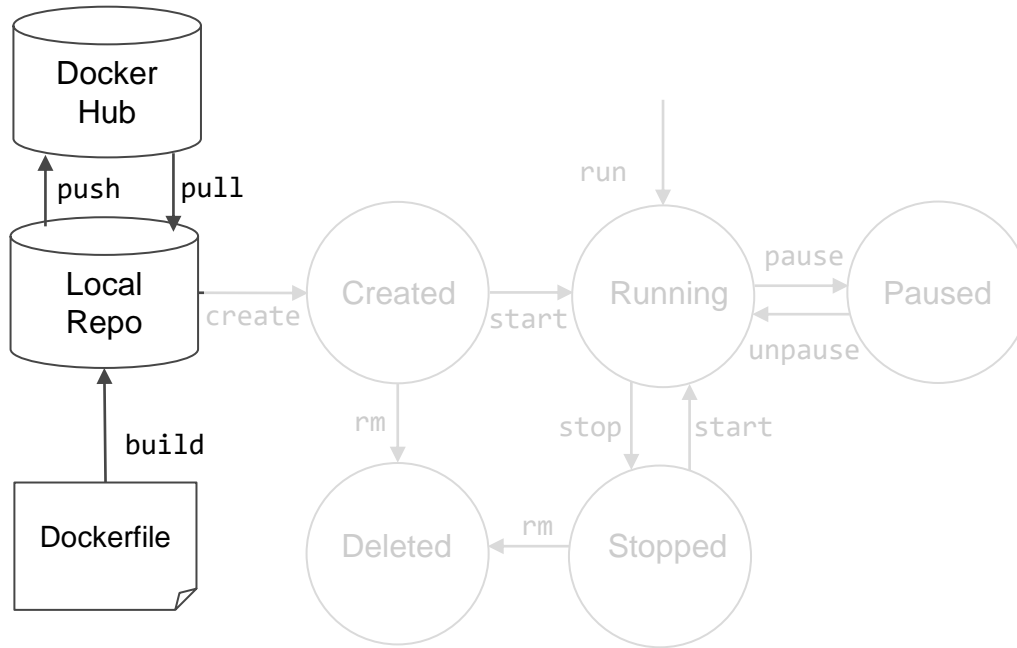 Docker
Hub
push
pull
Local
Repo
create
Created
start
run
Running
pause
unpause
Paused
rm
stop
start
build
Dockerfile
Deleted
rm
Stopped